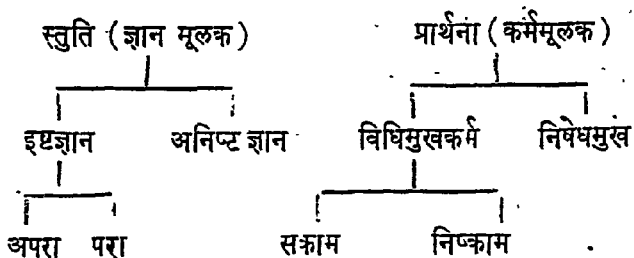 स्तुति ( ज्ञान मूलक ) प्रार्थना ( कर्ममूलक )
इष्टज्ञान अनिष्ट ज्ञान विधिमुखकर्म निषेधमुख
अपरा परा सकाम निष्काम